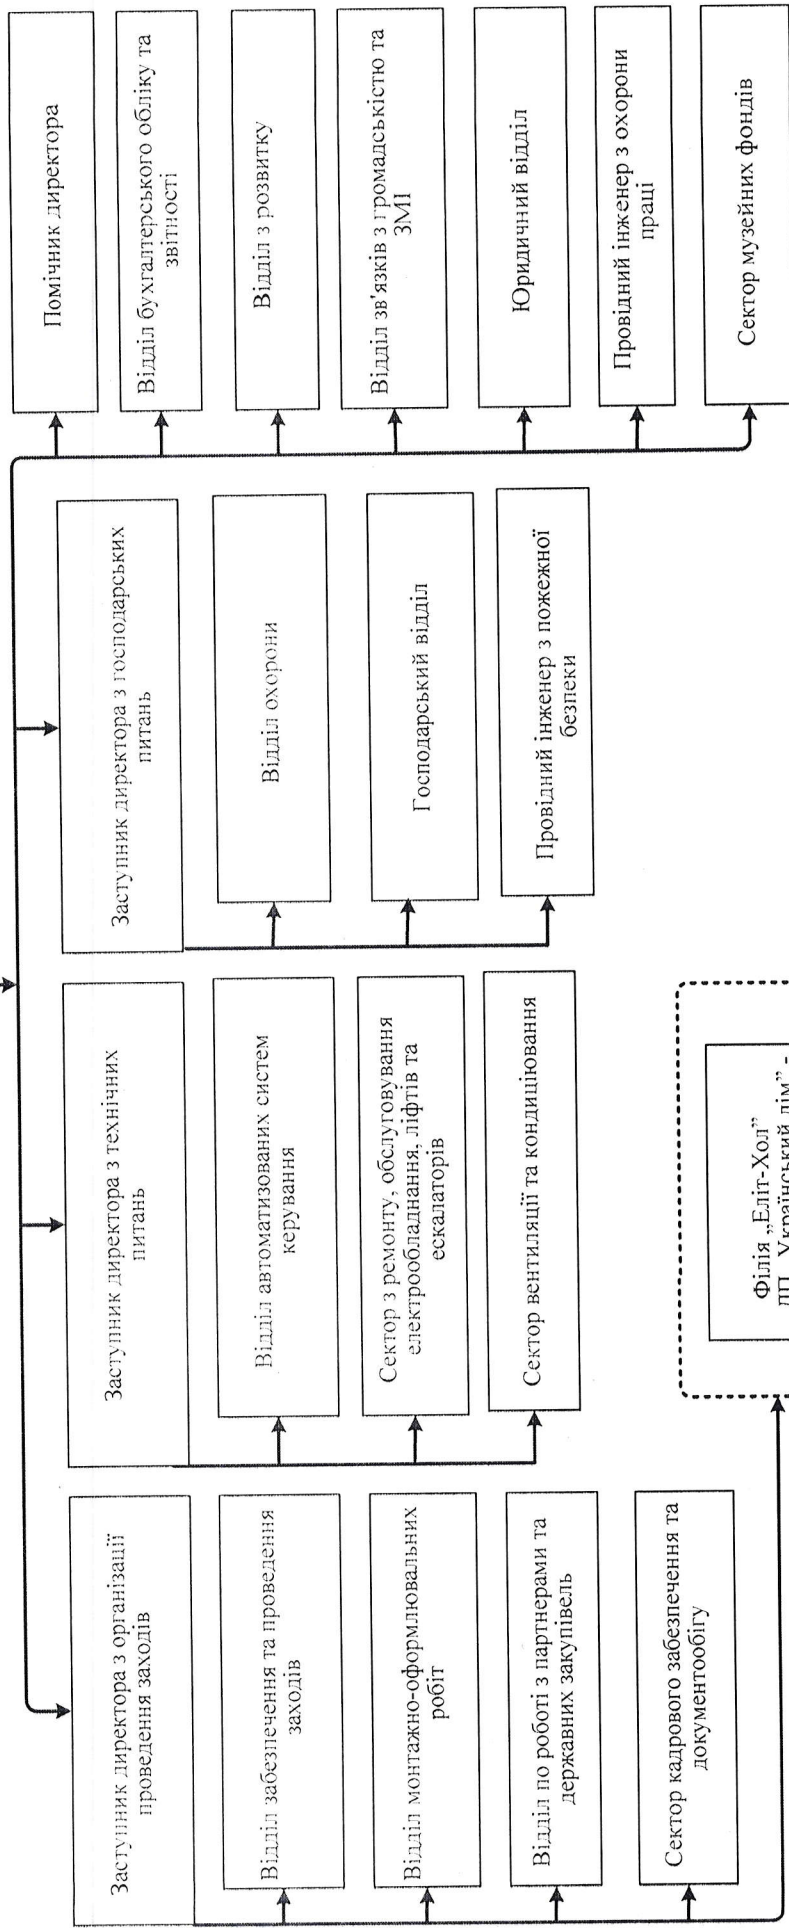 Заступник директора з організації
проведення заходів
Відділ забезпечення та проведення
заходів
Відділ монтажно-оформлювальних
робіт
Відділ по роботі з партнерами та
державних закупівель
Сектор кадрового забезпечення та
документообігу
Заступник директора з технічних
питань
Відділ автоматизованих систем
керування
Сектор з ремонту, обслуговування
електрообладнання, ліфтів та
ескалаторів
Сектор вентиляції та кондиціювання
Філія „Еліт-Хол”
ДП „Український дім” -
Заступник директора з господарських
питань
Відділ охорони
Господарський відділ
Провідний інженер з пожежної
безпеки
Помічник директора
Відділ бухгалтерського обліку та
звітності
Відділ з розвитку
Відділ зв'язків з громадськістю та
ЗМІ
Юридичний відділ
Провідний інженер з охорони
праці
Сектор музейних фондів